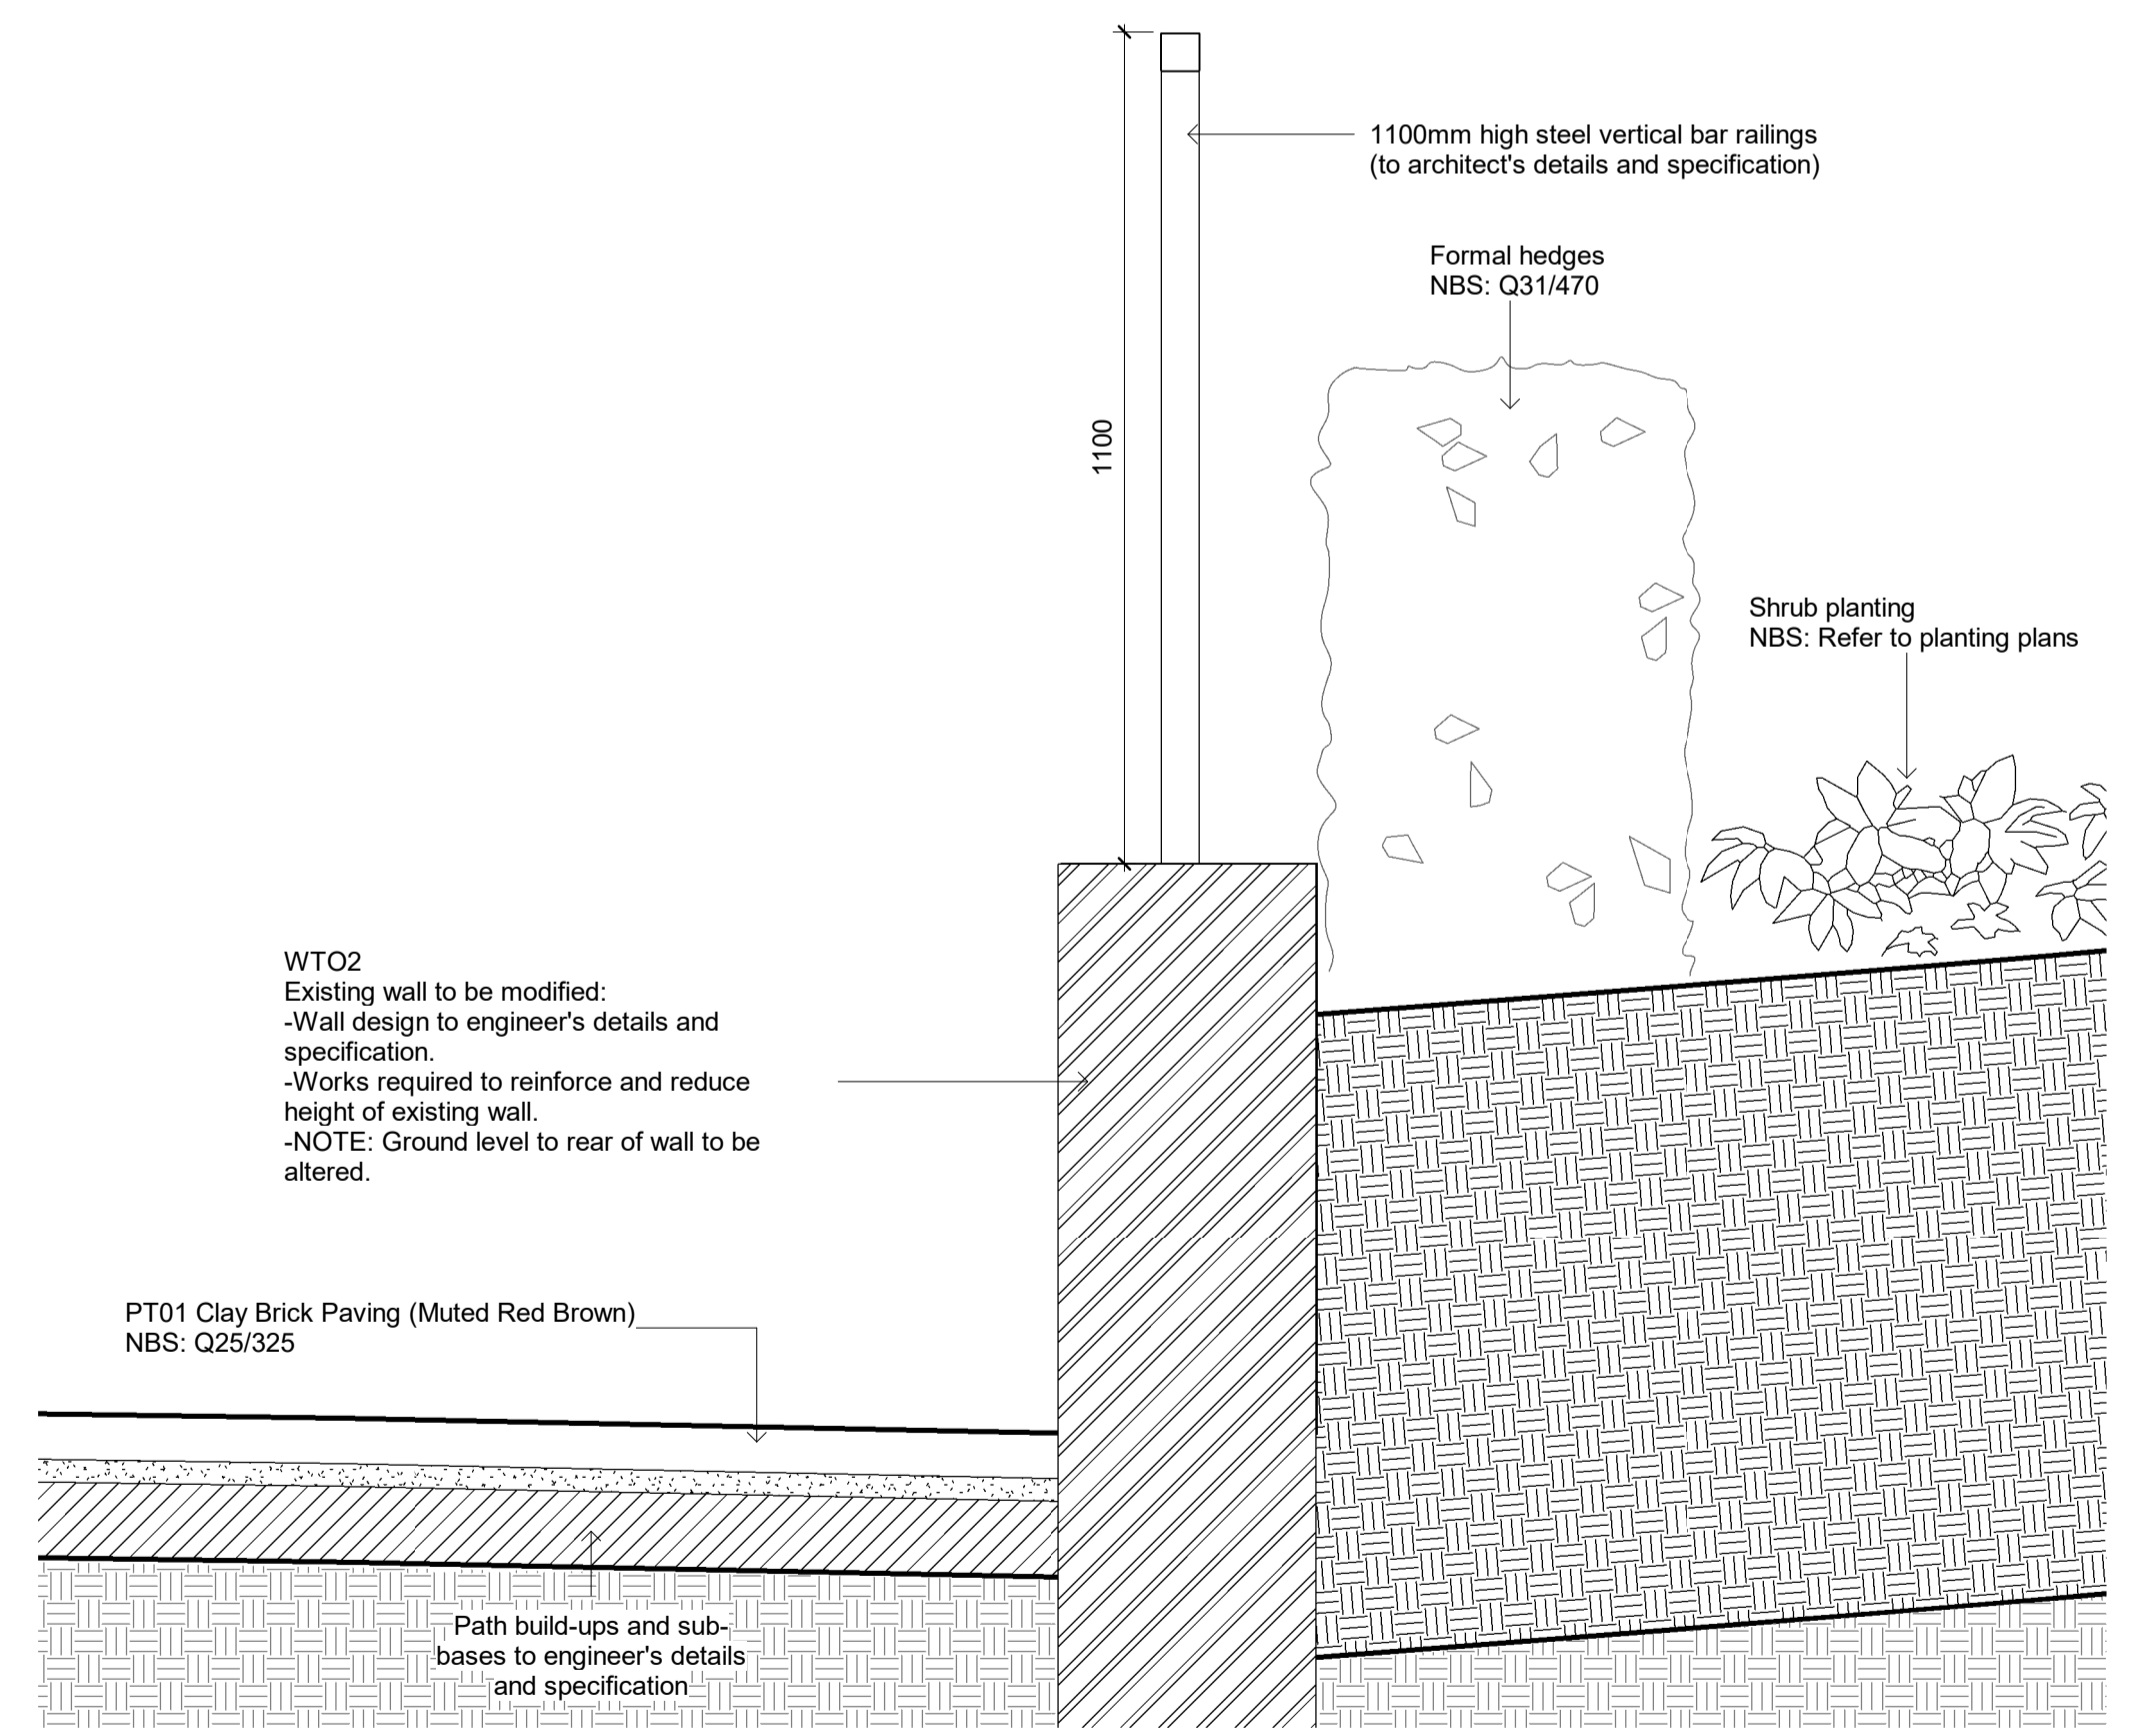 1100mm high steel vertical bar railings
(to architect's details and specification)
Formal hedges
NBS: Q31/470
1100
Shrub planting
NBS: Refer to planting plans
WTO2
Existing wall to be modified:
-Wall design to engineer's details and
specification.
-Works required to reinforce and reduce
height of existing wall.
-NOTE: Ground level to rear of wall to be
altered.
PT01 Clay Brick Paving (Muted Red Brown)
NBS: Q25/325
Path build-ups and sub-
bases to engineer's details
and specification